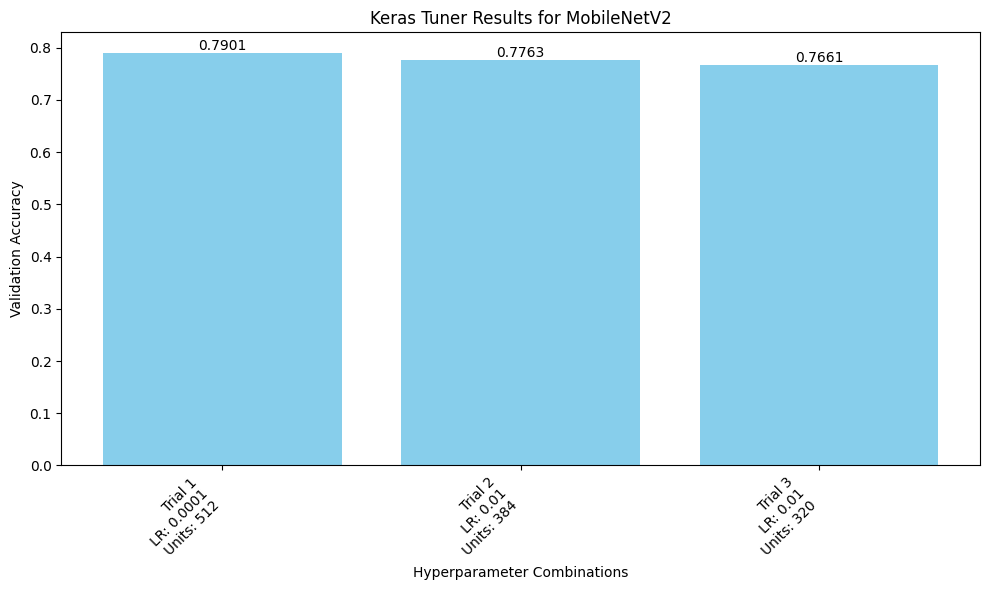 Keras Tuner Results for MobileNetV2
Validation Accuracy
0.8
0.7
0.6
0.5
0.4
0.3
0.2
0.1
0.0
0.7901
0.7763
0.7661
Trial 1
LR: 0.0001
Units: 512
Trial 2
LR: 0.01
Units: 384
Trial 3
LR: 0.01
Units: 320
Hyperparameter Combinations